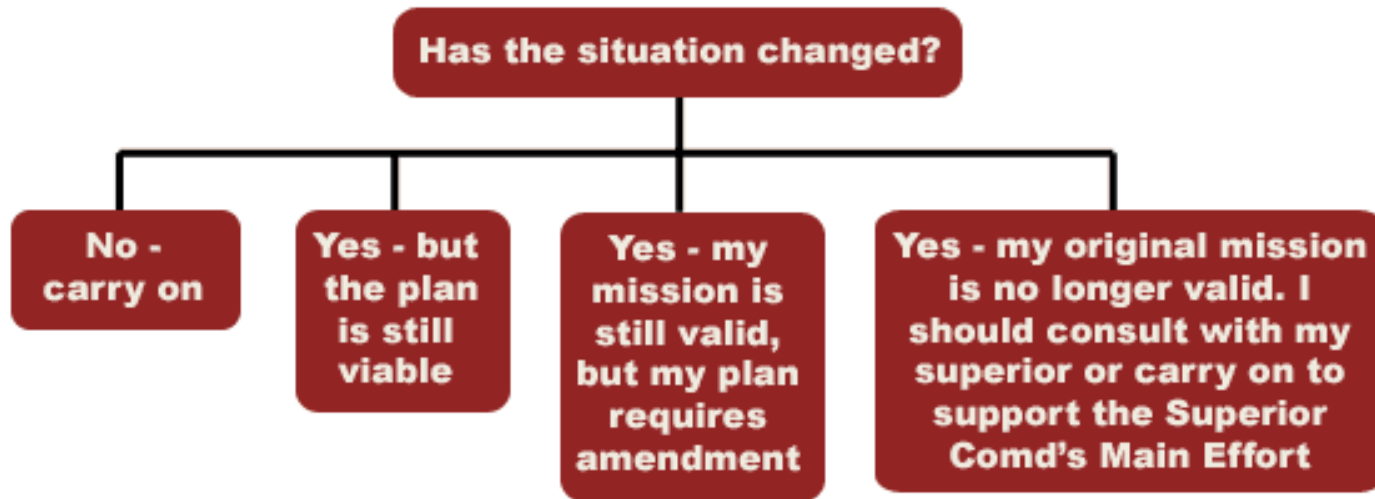 Has the situation changed?
No -
carry on
Yes - but
the plan
is still
viable
Yes - my
mission is
still valid,
but my plan
requires
amendment
Yes - my original mission
is no longer valid. I
should consult with my
superior or carry on to
support the Superior
Comd's Main Effort